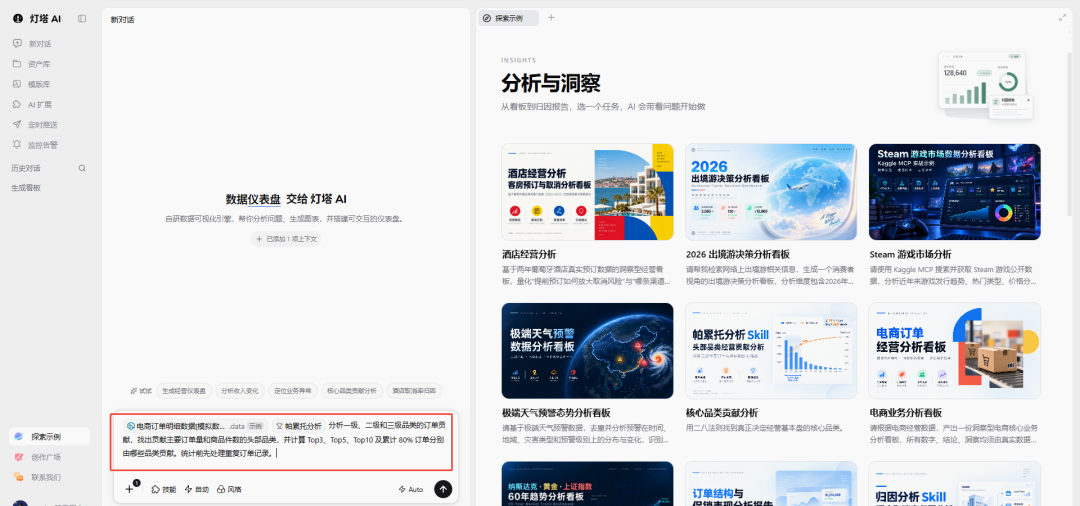 灯塔 AI
新对话
资产库
模版库
AI 扩展
定时推送
监控告警
历史对话
生成看板
探索示例
创作广场
联系我们
新对话
数据仪表盘 交给 灯塔 AI
自研数据可视化引擎，帮你分析问题、生成图表、并搭建可交互的仪表盘。
+ 已添加 1 项上下文
试试
生成经营仪表盘
分析收入变化
定位业务异常
核心品类贡献分析
酒店取消率归因
电商订单明细数据[模拟数... .data 示例 帕累托分析 分析一级、二级和三级品类的订单贡
献，找出贡献主要订单量和商品件数的头部品类，并计算 Top3、Top5、Top10 及累计 80% 订单分别
由哪些品类贡献。统计前先处理重复订单记录。
1
技能
自动
风格
Auto
探索示例
INSIGHTS
分析与洞察
从看板到归因报告，选一个任务，AI 会带着问题开始做
128,640
酒店经营分析
客房预订与取消分析看板
2026
出境游决策分析看板
Steam 游戏市场数据分析看板
Kaggle MCP 实战示例
酒店经营分析
基于两年葡萄牙酒店真实预订数据的洞察型经营看
板，量化“提前预订如何放大取消风险”与“哪条渠道...
2026 出境游决策分析看板
请帮我检索网络上出境游相关信息，生成一个消费者
视角的出境游决策分析看板，分析维度包含2026年...
Steam 游戏市场分析
请使用 Kaggle MCP 搜索并获取 Steam 游戏公开数
据，分析近年来游戏发行趋势、热门类型、价格分...
极端天气预警
数据分析看板
帕累托分析 Skill
头部品类经营贡献分析
电商订单
经营分析看板
极端天气预警态势分析看板
请基于极端天气预警数据，去重并分析预警在时间、
地域、灾害类型和预警级别上的分布与变化，识别...
核心品类贡献分析
用二八法则找到真正决定经营基本盘的核心品类。
电商业务分析看板
请根据电商经营数据，产出一份洞察型电商核心业务
分析看板，所有数字、结论、洞察均须由真实数据...
纳斯达克·黄金·上证指数
60年趋势分析看板
订单结构与
促销表现分析报告
归因分析 Skill